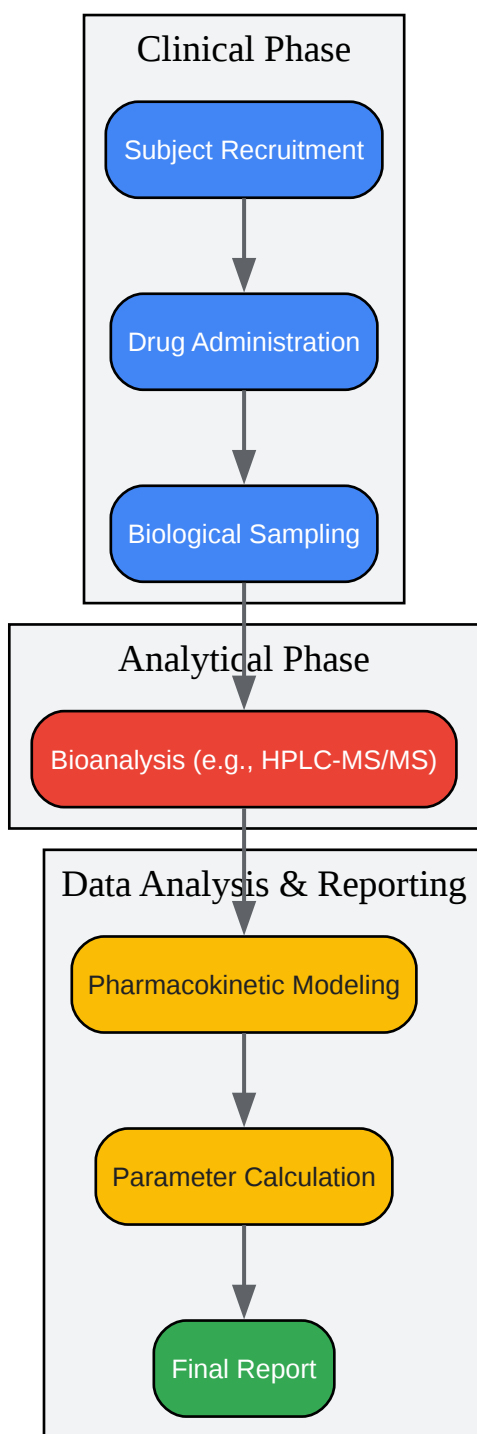 Clinical Phase
Subject Recruitment
Drug Administration
Biological Sampling
Analytical Phase
Bioanalysis (e.g., HPLC-MS/MS)
Data Analysis & Reporting
Pharmacokinetic Modeling
Parameter Calculation
Final Report